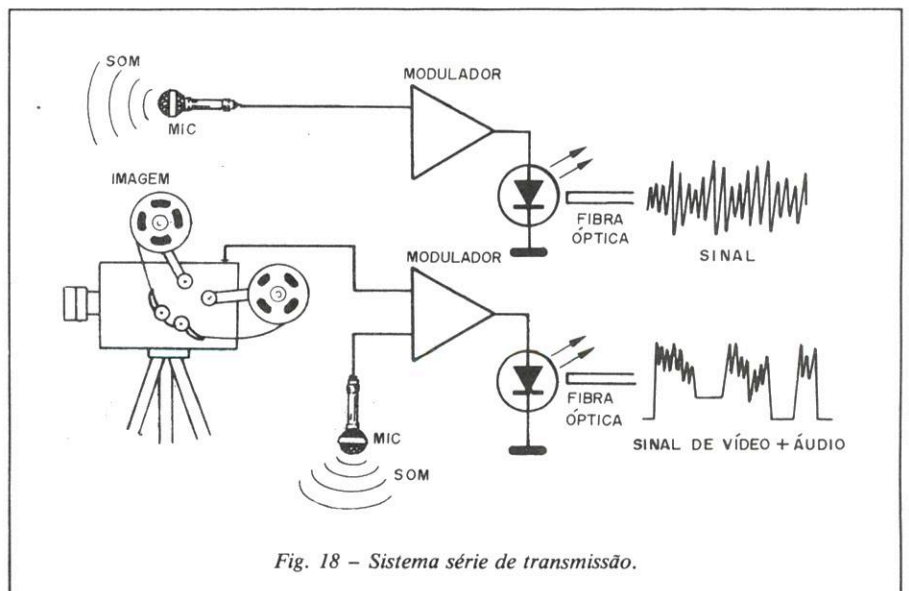 SOM
MIC
MODULADOR
FIBRA
ÓPTICA
SINAL
IMAGEM
MODULADOR
FIBRA
ÓPTICA
SINAL DE VÍDEO + ÁUDIO
MIC
SOM
Fig. 18 – Sistema série de transmissão.